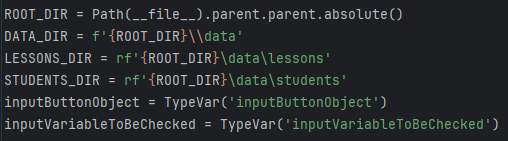 ROOT_DIR = Path(__file__).parent.parent.absolute()
DATA_DIR = f'{ROOT_DIR}\\data'
LESSONS_DIR = rf'{ROOT_DIR}\data\lessons'
STUDENTS_DIR = rf'{ROOT_DIR}\data\students'
inputButtonObject = TypeVar('inputButtonObject')
inputVariableToBeChecked = TypeVar('inputVariableToBeChecked')